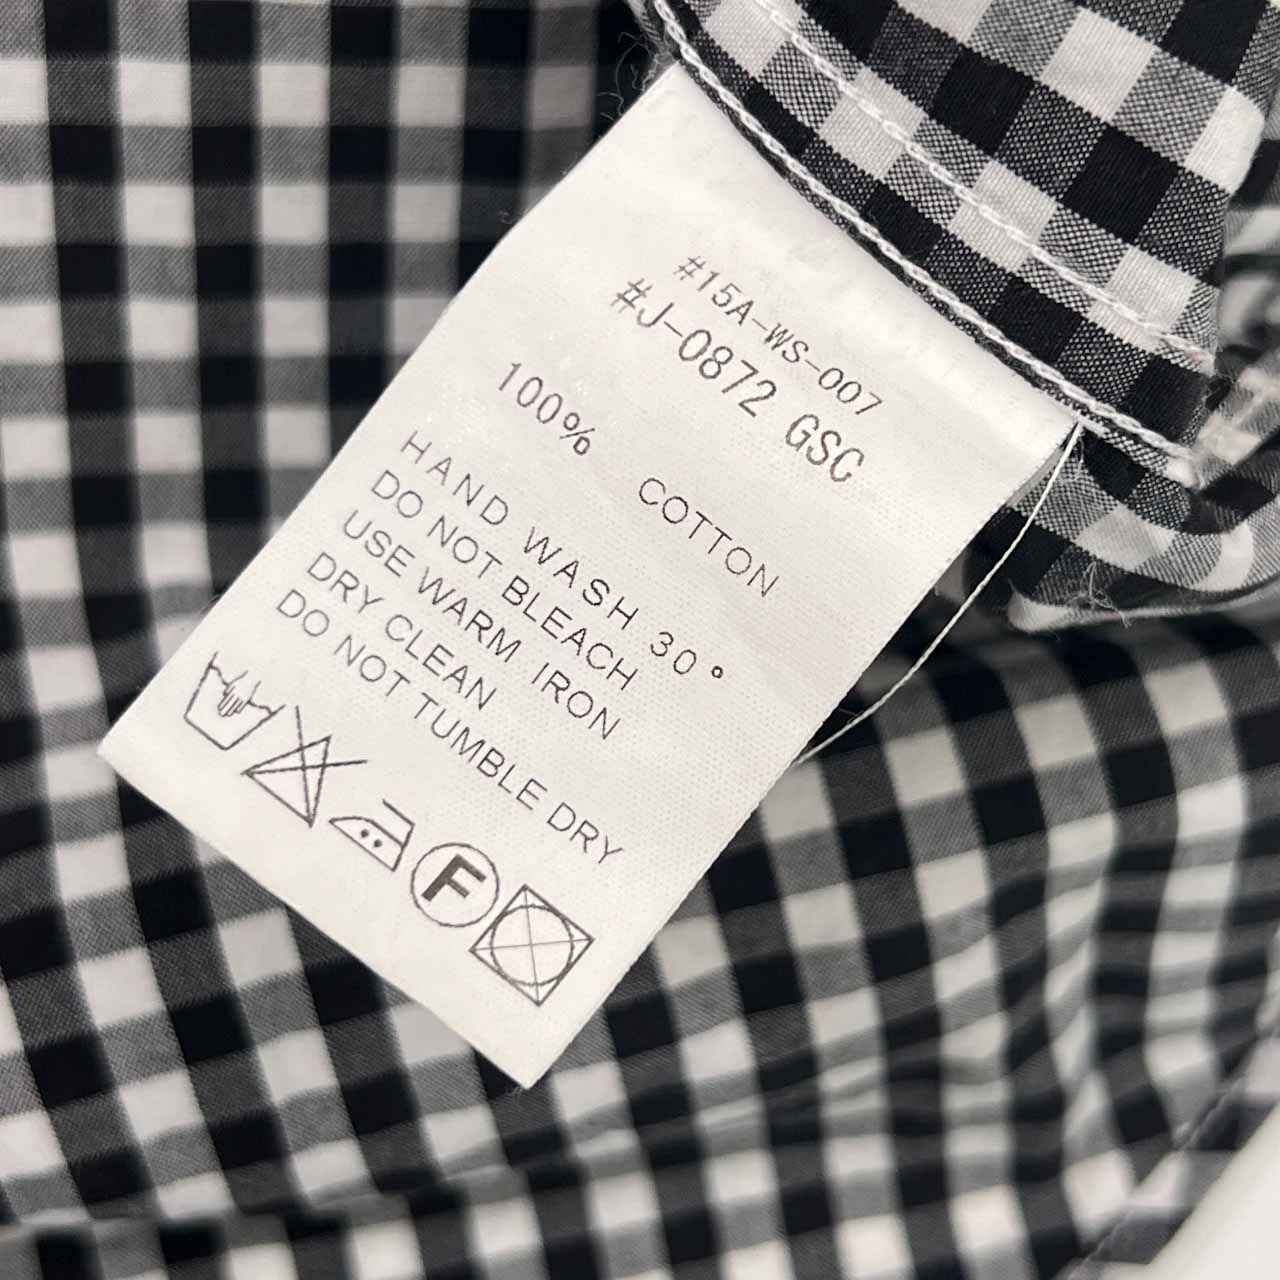 #15A-WS-007
#J-0872 GSC
100% COTTON
HAND WASH 30°
DO NOT BLEACH
USE WARM IRON
DRY CLEAN
DO NOT TUMBLE DRY
F